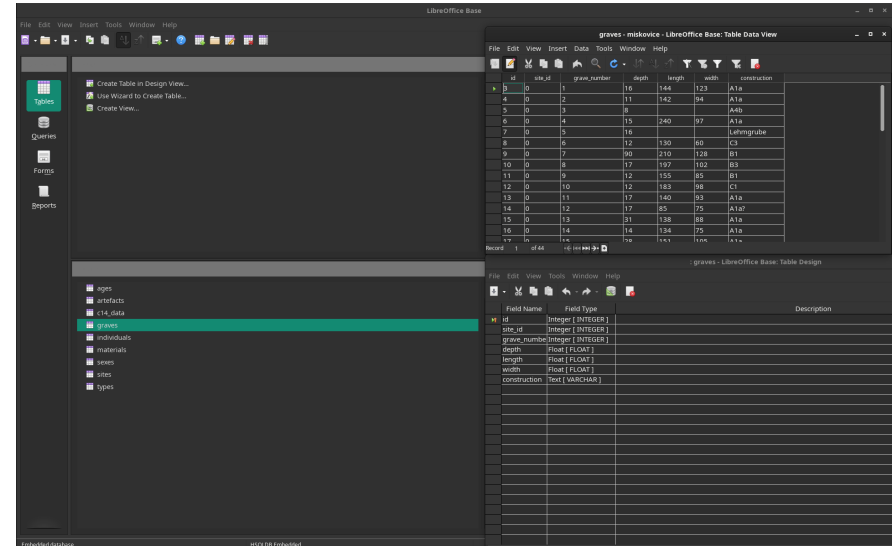 LibreOffice Base
File Edit View Insert Tools Window Help
Tables
Queries
Forms
Reports
Create Table in Design View...
Use Wizard to Create Table...
Create View...
ages
artefacts
c14_data
graves
individuals
materials
sexes
sites
types
Embedded database HSQLDB Embedded
graves - miskovice - LibreOffice Base: Table Data View
File Edit View Insert Data Tools Window Help
id site_id grave_number depth length width construction
3 0 1 16 144 123 A1a
4 0 2 11 142 94 A1a
5 0 3 8 A4b
6 0 4 15 240 97 A1a
7 0 5 16 Lehmgrube
8 0 6 12 130 60 C3
9 0 7 90 210 128 B1
10 0 8 17 197 102 B3
11 0 9 12 155 85 B1
12 0 10 12 183 98 C1
13 0 11 17 140 93 A1a
14 0 12 17 85 75 A1a?
15 0 13 31 138 88 A1a
16 0 14 14 134 75 A1a
17 0 15 28 151 105 A1a
Record 1 of 44
: graves - LibreOffice Base: Table Design
File Edit View Tools Window Help
Field Name Field Type Description
id Integer [ INTEGER ]
site_id Integer [ INTEGER ]
grave_numbe Integer [ INTEGER ]
depth Float [ FLOAT ]
length Float [ FLOAT ]
width Float [ FLOAT ]
construction Text [ VARCHAR ]